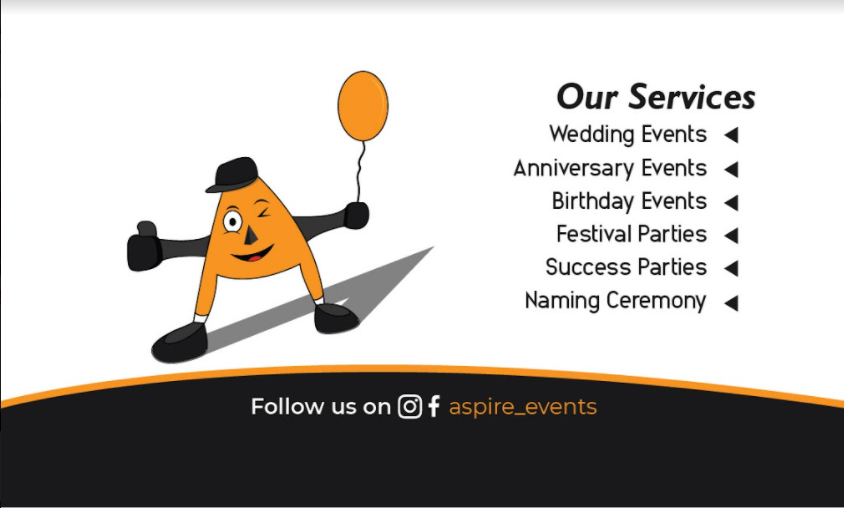 Our Services
Wedding Events
Anniversary Events
Birthday Events
Festival Parties
Success Parties
Naming Ceremony
Follow us on aspire_events